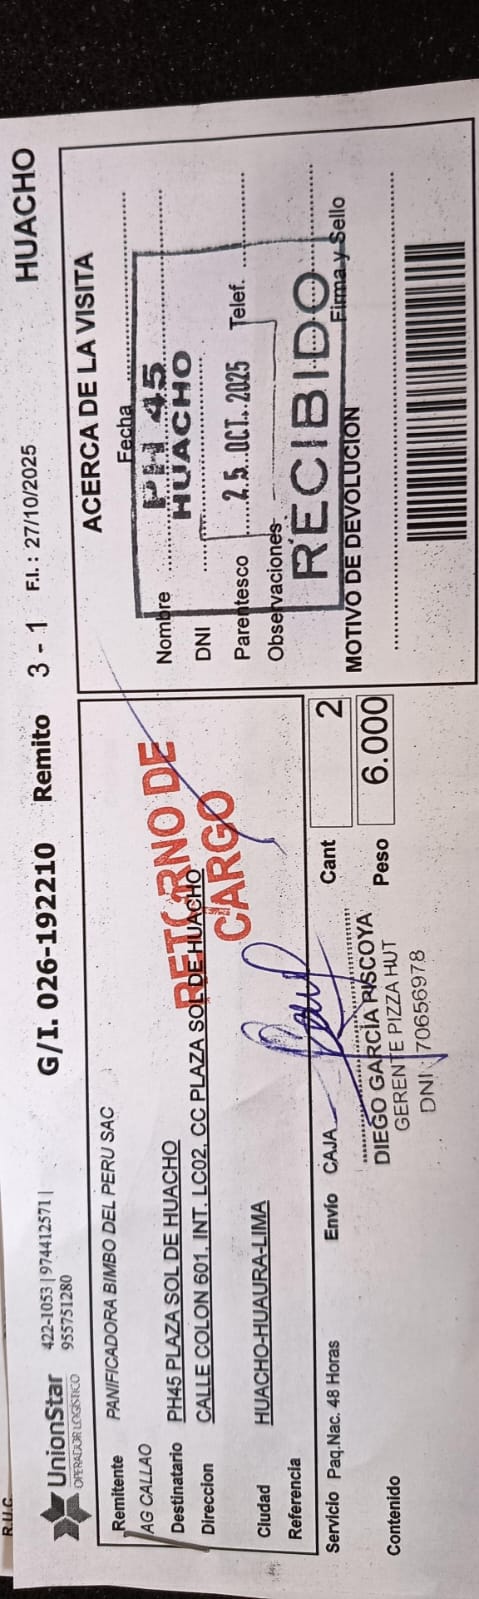 R.U.C.
UnionStar
OPERADOR LOGÍSTICO
422-1053 | 974412571 |
955751280
G/I. 026-192210 Remito 3 - 1 F.I.: 27/10/2025 HUACHO
Remitente PANIFICADORA BIMBO DEL PERU SAC
AG CALLAO
Destinatario PH45 PLAZA SOL DE HUACHO
Direccion CALLE COLON 601, INT. LC02, CC PLAZA SOL DE HUACHO
Ciudad HUACHO-HUAURA-LIMA
Referencia
RETORNO DE
CARGO
Servicio Paq.Nac. 48 Horas Envío CAJA Cant 2
Peso 6.000
Contenido
DIEGO GARCÍA RISCOYA
GERENTE PIZZA HUT
DNI 70656978
ACERCA DE LA VISITA
Fecha
Nombre
DNI
Parentesco Telef.
Observaciones
Firma y Sello
MOTIVO DE DEVOLUCION
PH 45
HUACHO
25 OCT. 2025
RECIBIDO